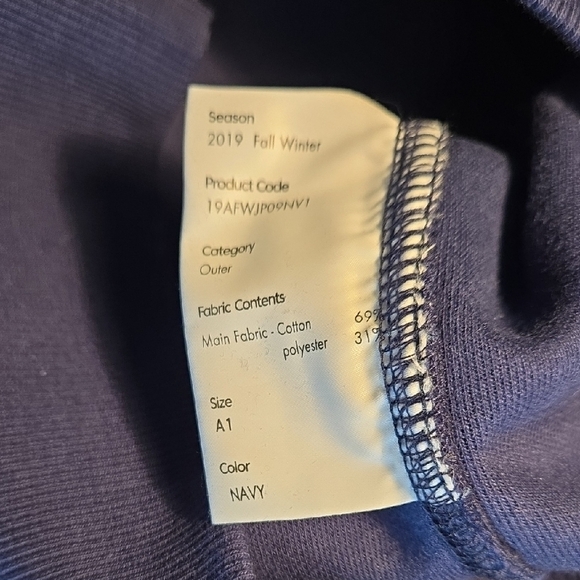 Season
2019 Fall Winter
Product Code
19AFWJP09NV1
Category
Outer
Fabric Contents
Main Fabric - Cotton 69%
polyester 31%
Size
A1
Color
NAVY